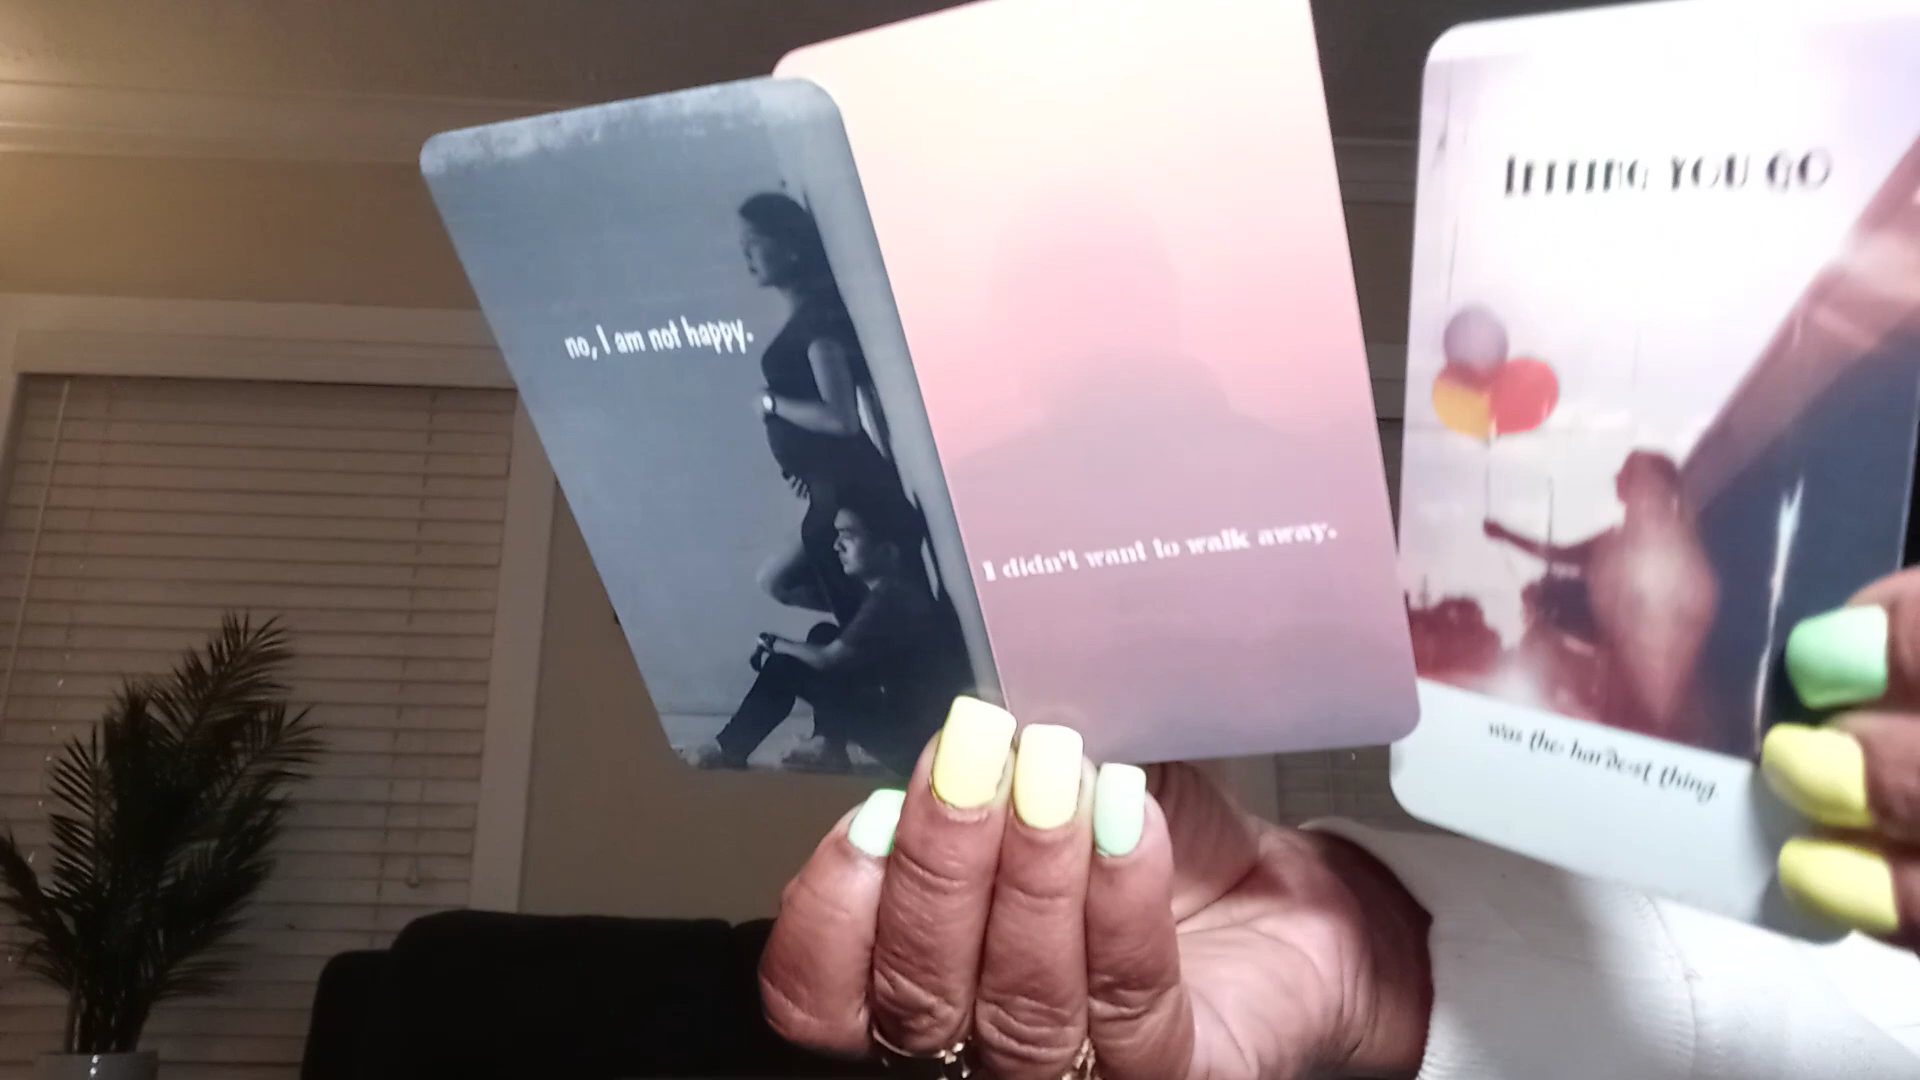 no, I am not happy.
I didn't want to walk away.
LETTING YOU GO
was the hardest thing.